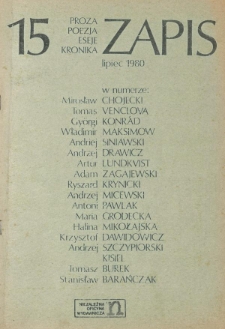 15
PROZA
POEZJA
ESEJE
KRONIKA
ZAPIS
lipiec 1980
w numerze:
Mirosław CHOJECKI
Tomas VENCLOVA
György KONRÁD
Władimir MAKSIMOW
Andriej SINIAWSKI
Andrzej DRAWICZ
Artur LUNDKVIST
Adam ZAGAJEWSKI
Ryszard KRYNICKI
Andrzej MICEWSKI
Antoni PAWLAK
Maria GRODECKA
Halina MIKOŁAJSKA
Krzysztof DAWIDOWICZ
Andrzej SZCZYPIORSKI
KISIEL
Tomasz BUREK
Stanisław BARAŃCZAK
NIEZALEŻNA
OFICYNA
WYDAWNICZA
n